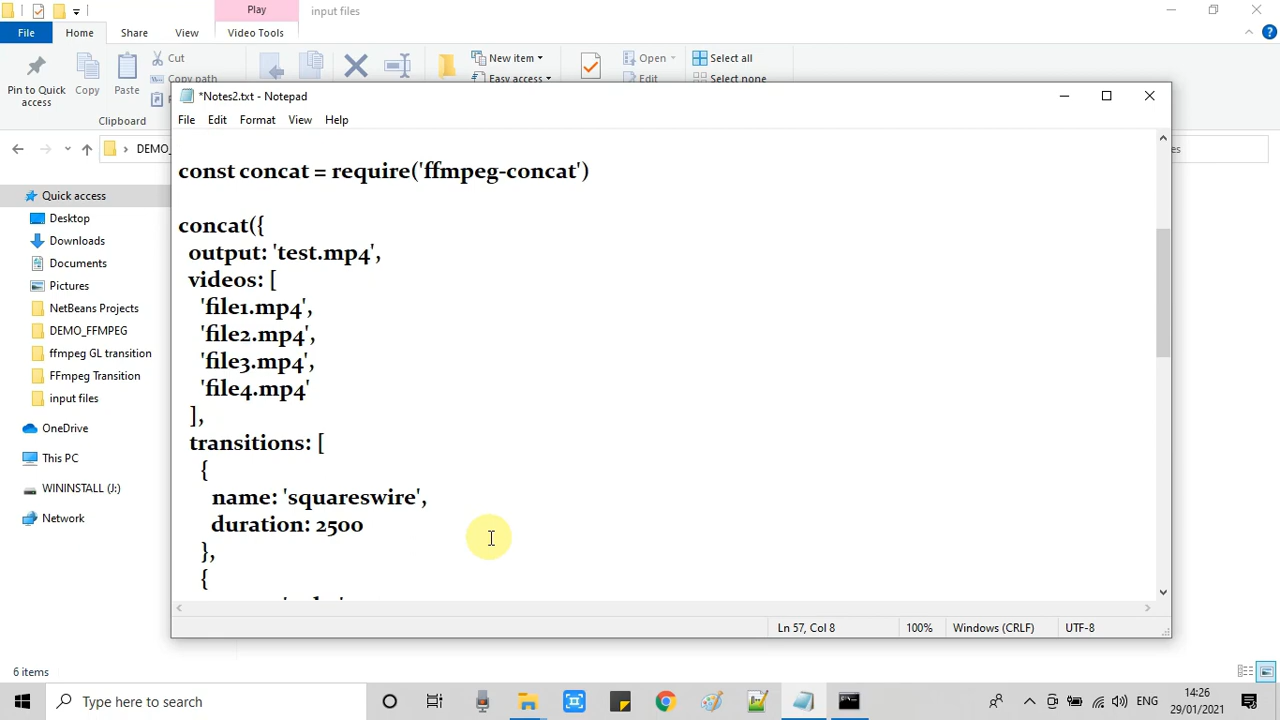 Play
input files
File
Home
Share
View
Video Tools
Pin to Quick access
Copy
Paste
Cut
Copy path
New item
Easy access
Open
Edit
Select all
Select none
Clipboard
DEMO_
*Notes2.txt - Notepad
File Edit Format View Help
const concat = require('ffmpeg-concat')
concat({
output: 'test.mp4',
videos: [
'file1.mp4',
'file2.mp4',
'file3.mp4',
'file4.mp4'
],
transitions: [
{
name: 'squareswire',
duration: 2500
},
{
Ln 57, Col 8
100%
Windows (CRLF)
UTF-8
Quick access
Desktop
Downloads
Documents
Pictures
NetBeans Projects
DEMO_FFMPEG
ffmpeg GL transition
FFmpeg Transition
input files
OneDrive
This PC
WININSTALL (J:)
Network
6 items
Type here to search
ENG
14:26
29/01/2021